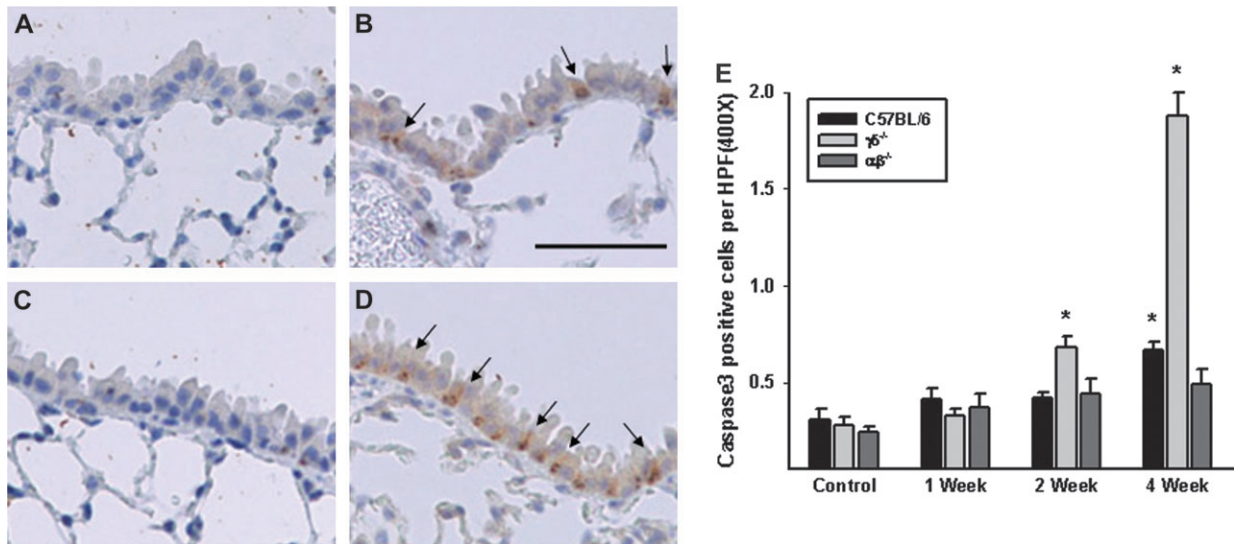 A
B
C
D
E
Caspase3 positive cells per HPF(400X)
2.0
1.5
1.0
0.5
C57BL/6
γδ-/-
αβ-/-
*
*
*
Control
1 Week
2 Week
4 Week